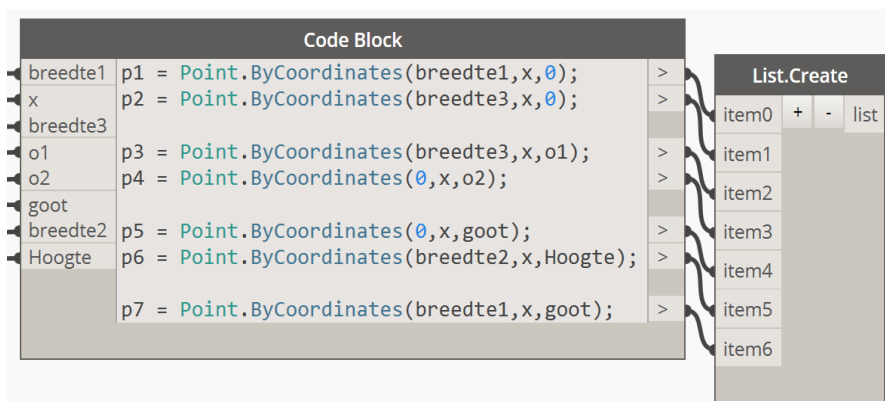 Code Block
breedte1 p1 = Point.ByCoordinates(breedte1,x,0); >
x p2 = Point.ByCoordinates(breedte3,x,0); >
breedte3
o1 p3 = Point.ByCoordinates(breedte3,x,o1); >
o2 p4 = Point.ByCoordinates(0,x,o2); >
goot
breedte2 p5 = Point.ByCoordinates(0,x,goot); >
Hoogte p6 = Point.ByCoordinates(breedte2,x,Hoogte); >
p7 = Point.ByCoordinates(breedte1,x,goot); >
List.Create
item0 + - list
item1
item2
item3
item4
item5
item6